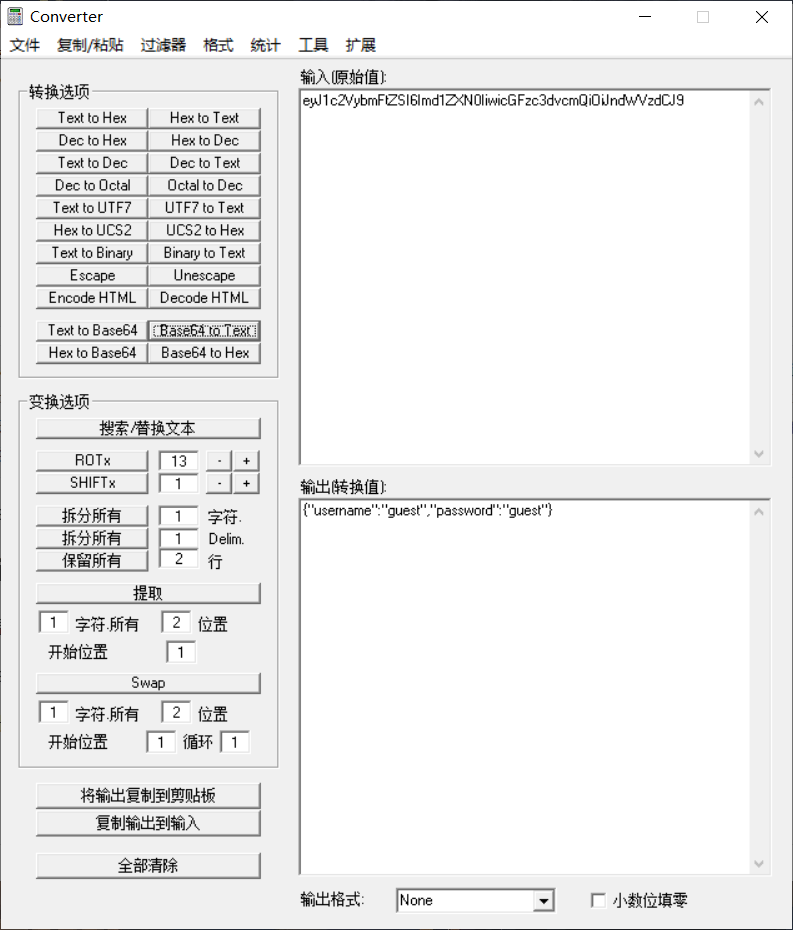 Converter
文件 复制/粘贴 过滤器 格式 统计 工具 扩展
转换选项
Text to Hex Hex to Text
Dec to Hex Hex to Dec
Text to Dec Dec to Text
Dec to Octal Octal to Dec
Text to UTF7 UTF7 to Text
Hex to UCS2 UCS2 to Hex
Text to Binary Binary to Text
Escape Unescape
Encode HTML Decode HTML
Text to Base64 Base64 to Text
Hex to Base64 Base64 to Hex
变换选项
搜索/替换文本
ROTx 13 - +
SHIFTx 1 - +
拆分所有 1 字符.
拆分所有 1 Delim.
保留所有 2 行
提取
1 字符.所有 2 位置
开始位置 1
Swap
1 字符.所有 2 位置
开始位置 1 循环 1
将输出复制到剪贴板
复制输出到输入
全部清除
输入(原始值):
eyJ1c2VybmFtZSI6Imd1ZXN0IiwicGFzc3dvcmQiOiJndWVzdCJ9
输出(转换值):
{"username":"guest","password":"guest"}
输出格式: None 小数位填零